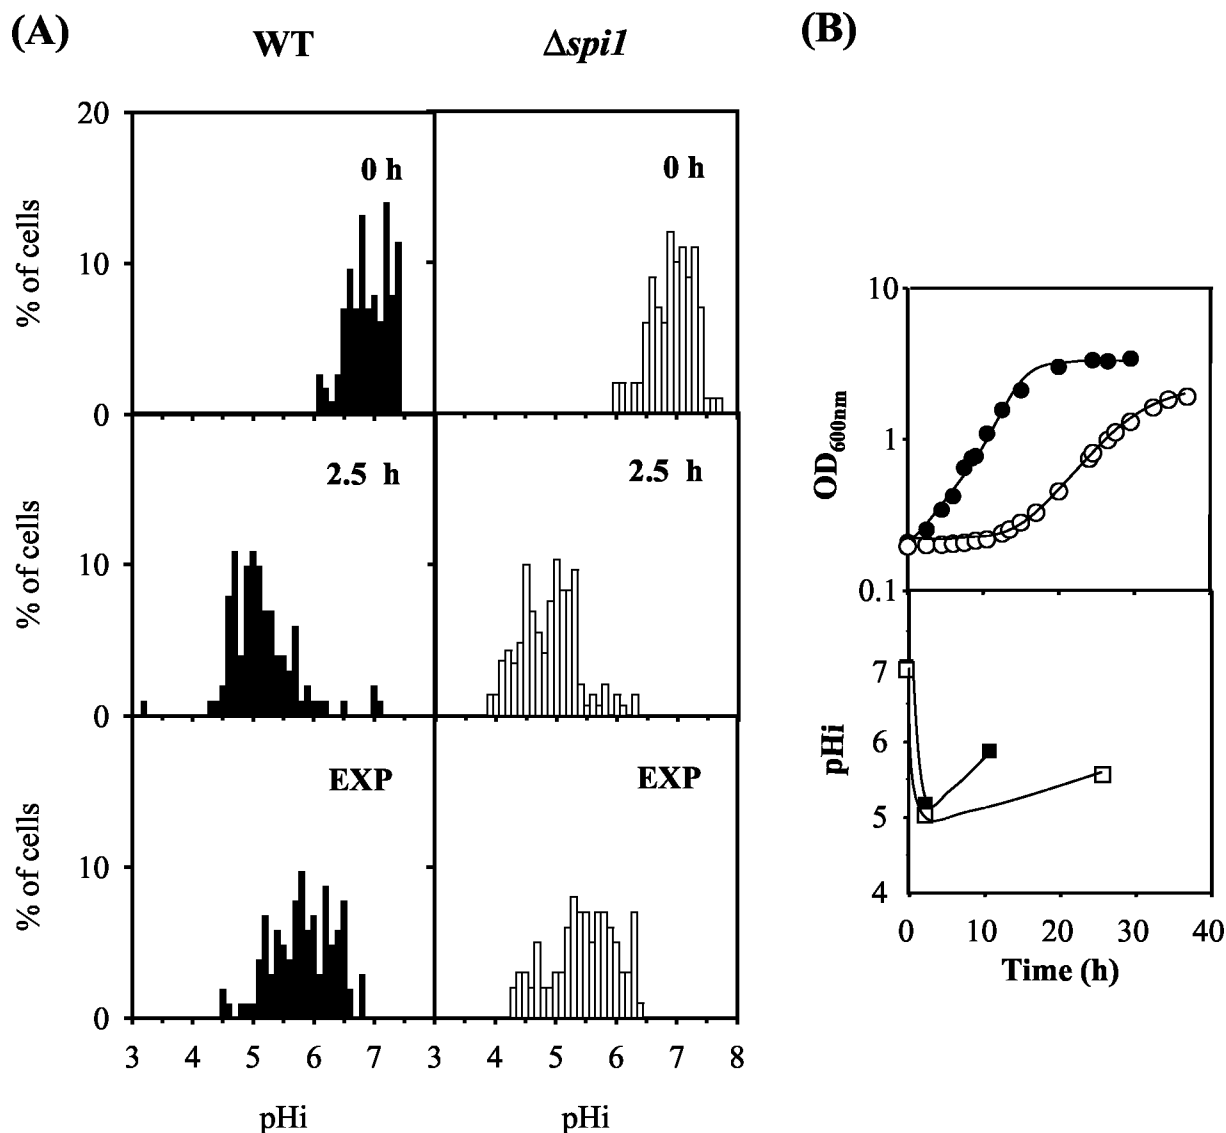 (A)
WT
Δspi1
20
10
0
% of cells
0 h
0 h
10
0
% of cells
2.5 h
2.5 h
10
0
% of cells
EXP
EXP
3 4 5 6 7 3 4 5 6 7 8
pHi pHi
(B)
10
1
0.1
OD600nm
7
6
5
4
pHi
0 10 20 30 40
Time (h)